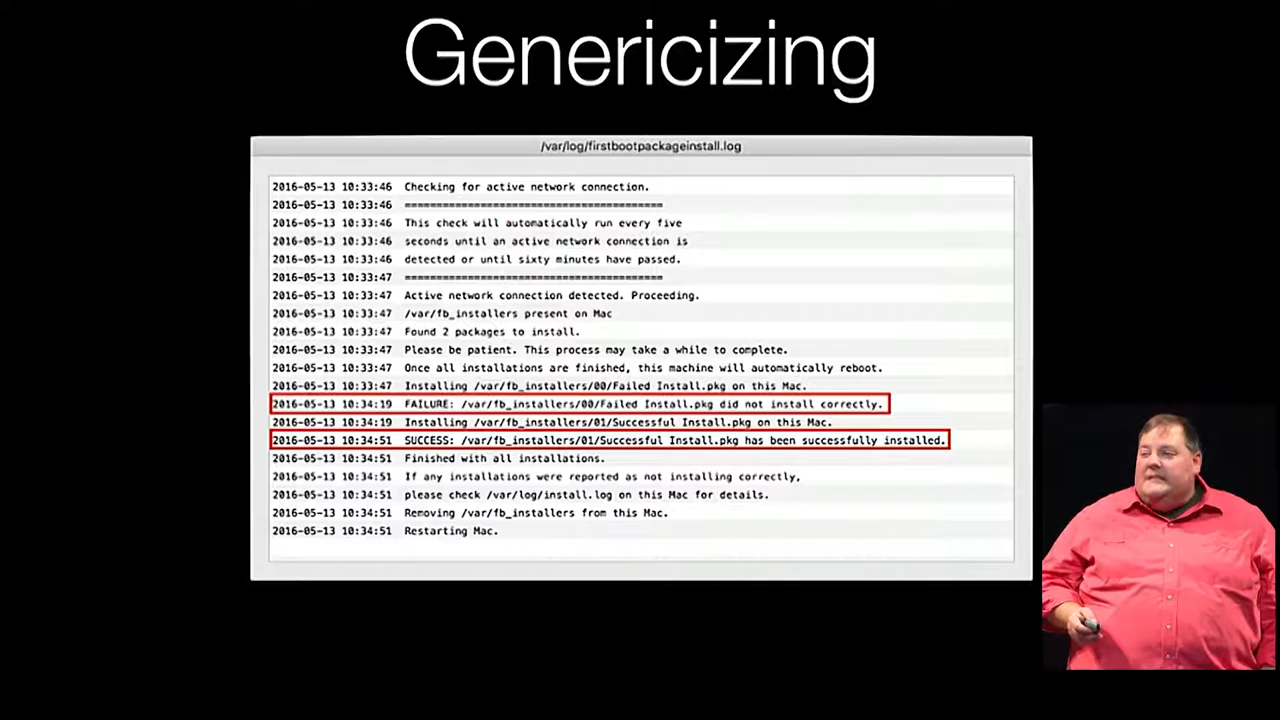 Genericizing
/var/log/firstbootpackageinstall.log
2016-05-13 10:33:46 Checking for active network connection.
2016-05-13 10:33:46 =========================================
2016-05-13 10:33:46 This check will automatically run every five
2016-05-13 10:33:46 seconds until an active network connection is
2016-05-13 10:33:46 detected or until sixty minutes have passed.
2016-05-13 10:33:47 =========================================
2016-05-13 10:33:47 Active network connection detected. Proceeding.
2016-05-13 10:33:47 /var/fb_installers present on Mac
2016-05-13 10:33:47 Found 2 packages to install.
2016-05-13 10:33:47 Please be patient. This process may take a while to complete.
2016-05-13 10:33:47 Once all installations are finished, this machine will automatically reboot.
2016-05-13 10:33:47 Installing /var/fb_installers/00/Failed Install.pkg on this Mac.
2016-05-13 10:34:19 FAILURE: /var/fb_installers/00/Failed Install.pkg did not install correctly.
2016-05-13 10:34:19 Installing /var/fb_installers/01/Successful Install.pkg on this Mac.
2016-05-13 10:34:51 SUCCESS: /var/fb_installers/01/Successful Install.pkg has been successfully installed.
2016-05-13 10:34:51 Finished with all installations.
2016-05-13 10:34:51 If any installations were reported as not installing correctly,
2016-05-13 10:34:51 please check /var/log/install.log on this Mac for details.
2016-05-13 10:34:51 Removing /var/fb_installers from this Mac.
2016-05-13 10:34:51 Restarting Mac.